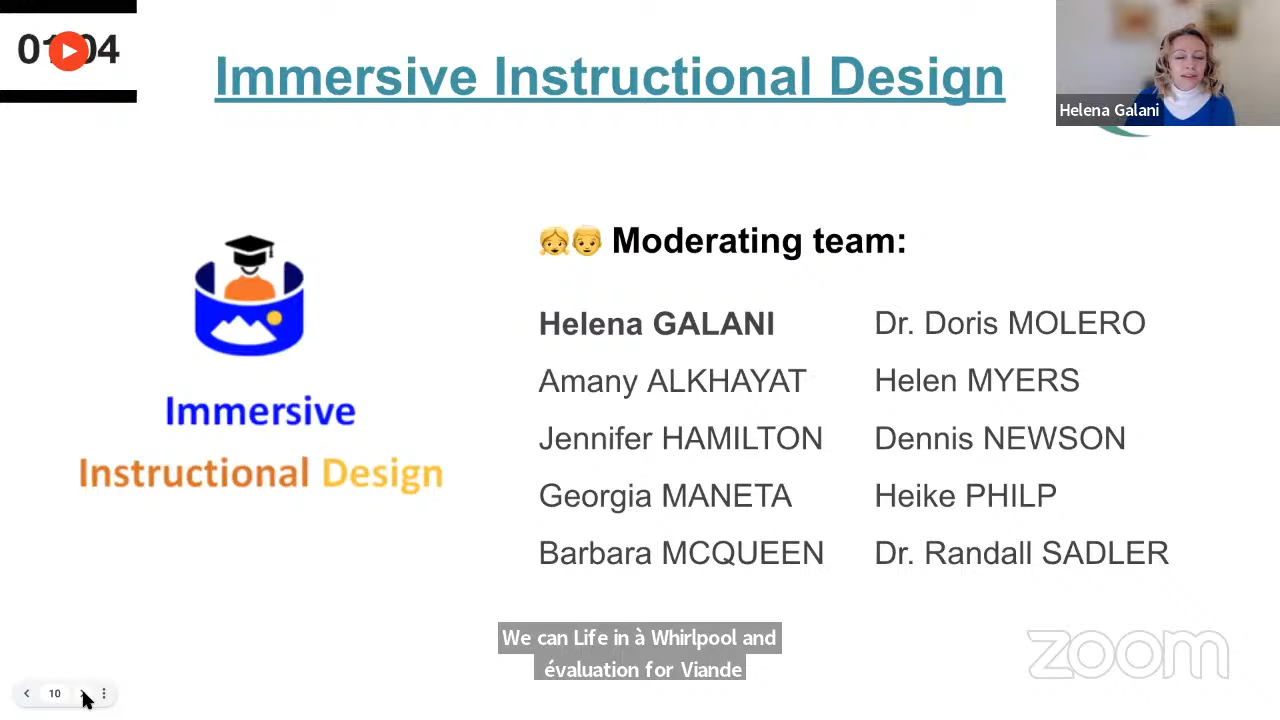 Immersive Instructional Design
Helena Galani
Moderating team:
Helena GALANI
Amany ALKHAYAT
Jennifer HAMILTON
Georgia MANETA
Barbara MCQUEEN
Dr. Doris MOLERO
Helen MYERS
Dennis NEWSON
Heike PHILP
Dr. Randall SADLER
Immersive
Instructional Design
We can Life in à Whirlpool and
évaluation for Viande
zoom
10